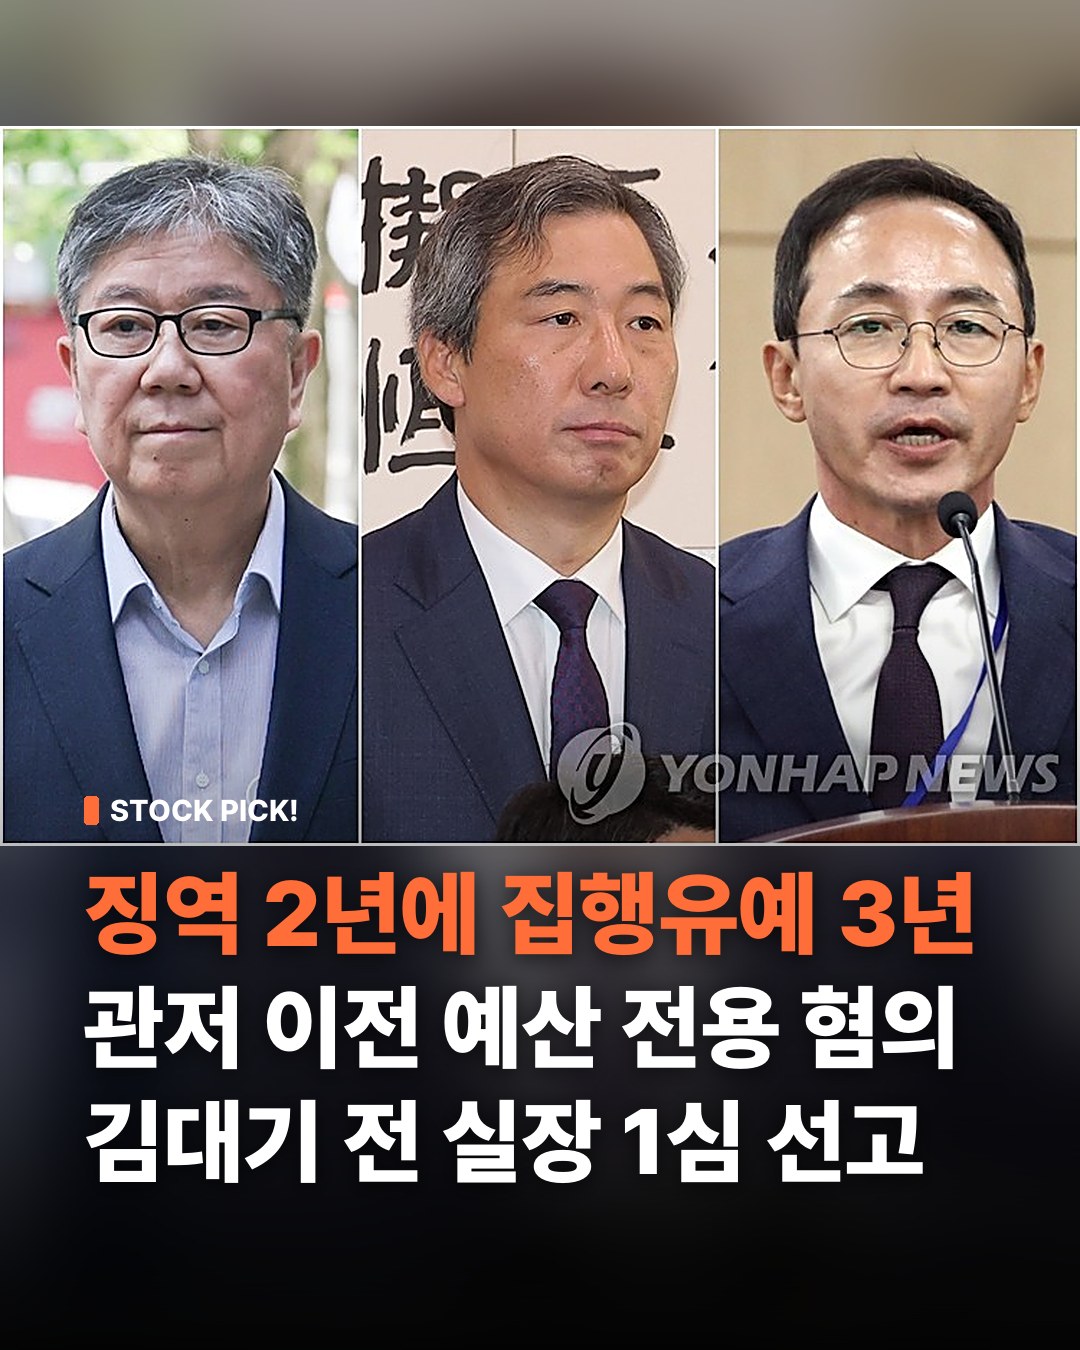 YONHAP NEWS
STOCK PICK!
징역 2년에 집행유예 3년
관저 이전 예산 전용 혐의
김대기 전 실장 1심 선고